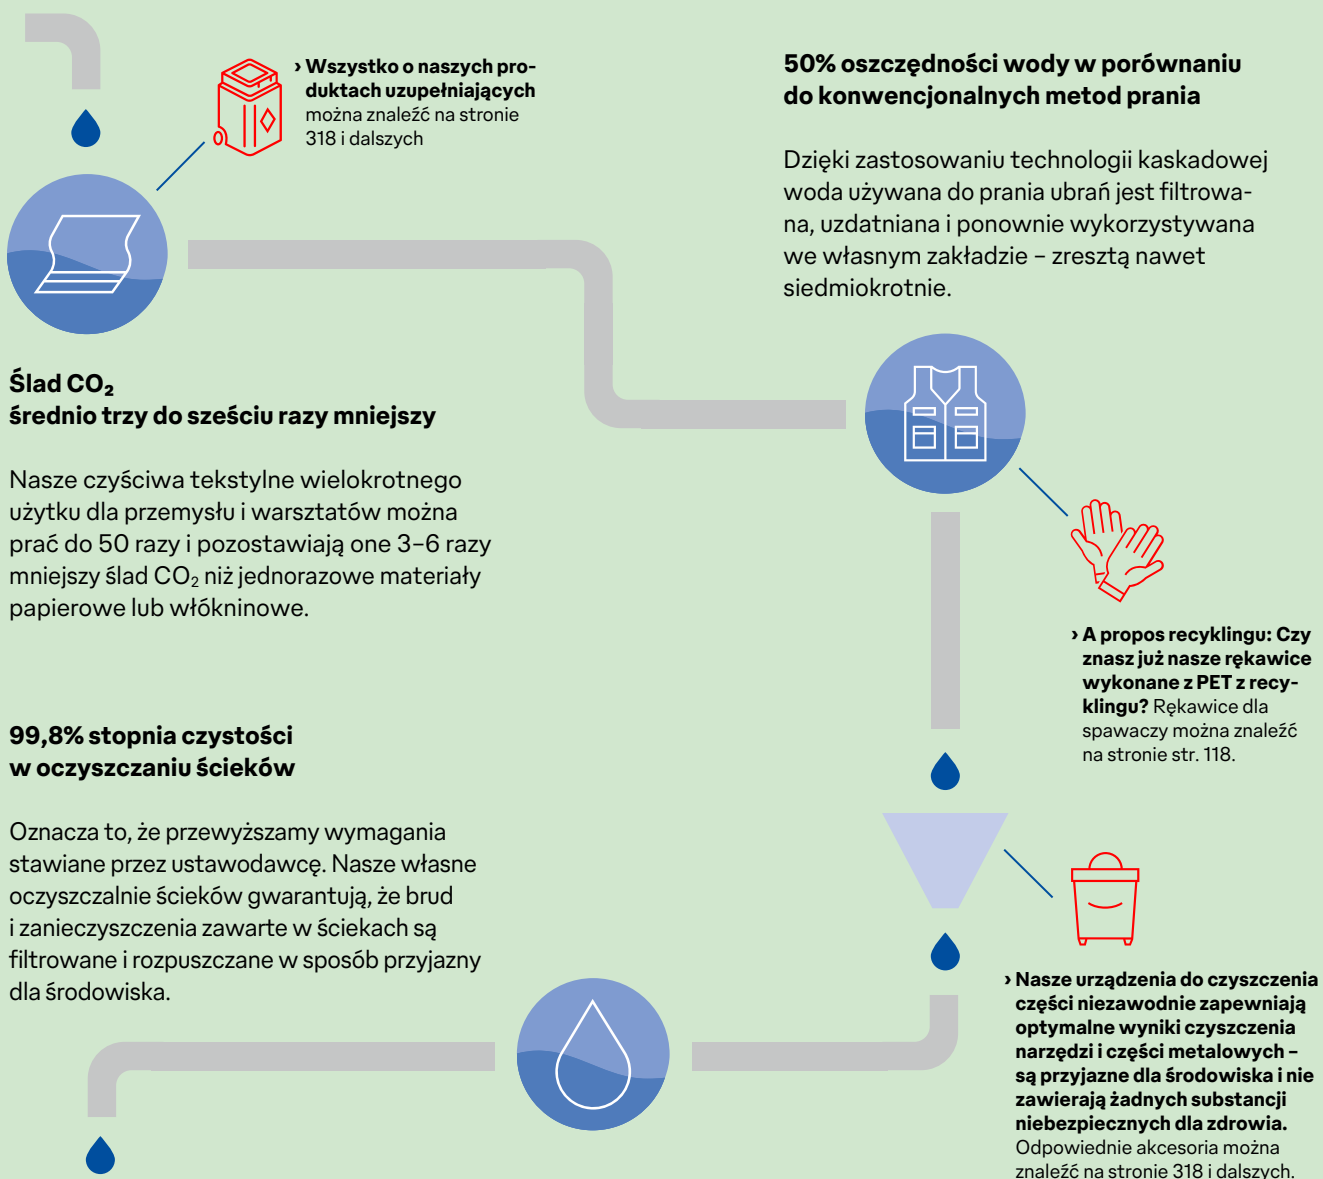 › Wszystko o naszych pro-
duktach uzupełniających
można znaleźć na stronie
318 i dalszych
50% oszczędności wody w porównaniu
do konwencjonalnych metod prania
Dzięki zastosowaniu technologii kaskadowej
woda używana do prania ubrań jest filtrowa-
na, uzdatniana i ponownie wykorzystywana
we własnym zakładzie – zresztą nawet
siedmiokrotnie.
Ślad CO₂
średnio trzy do sześciu razy mniejszy
Nasze czyściwa tekstylne wielokrotnego
użytku dla przemysłu i warsztatów można
prać do 50 razy i pozostawiają one 3–6 razy
mniejszy ślad CO₂ niż jednorazowe materiały
papierowe lub włókninowe.
› A propos recyklingu: Czy
znasz już nasze rękawice
wykonane z PET z recy-
klingu? Rękawice dla
spawaczy można znaleźć
na stronie str. 118.
99,8% stopnia czystości
w oczyszczaniu ścieków
Oznacza to, że przewyższamy wymagania
stawiane przez ustawodawcę. Nasze własne
oczyszczalnie ścieków gwarantują, że brud
i zanieczyszczenia zawarte w ściekach są
filtrowane i rozpuszczane w sposób przyjazny
dla środowiska.
› Nasze urządzenia do czyszczenia
części niezawodnie zapewniają
optymalne wyniki czyszczenia
narzędzi i części metalowych –
są przyjazne dla środowiska i nie
zawierają żadnych substancji
niebezpiecznych dla zdrowia.
Odpowiednie akcesoria można
znaleźć na stronie 318 i dalszych.